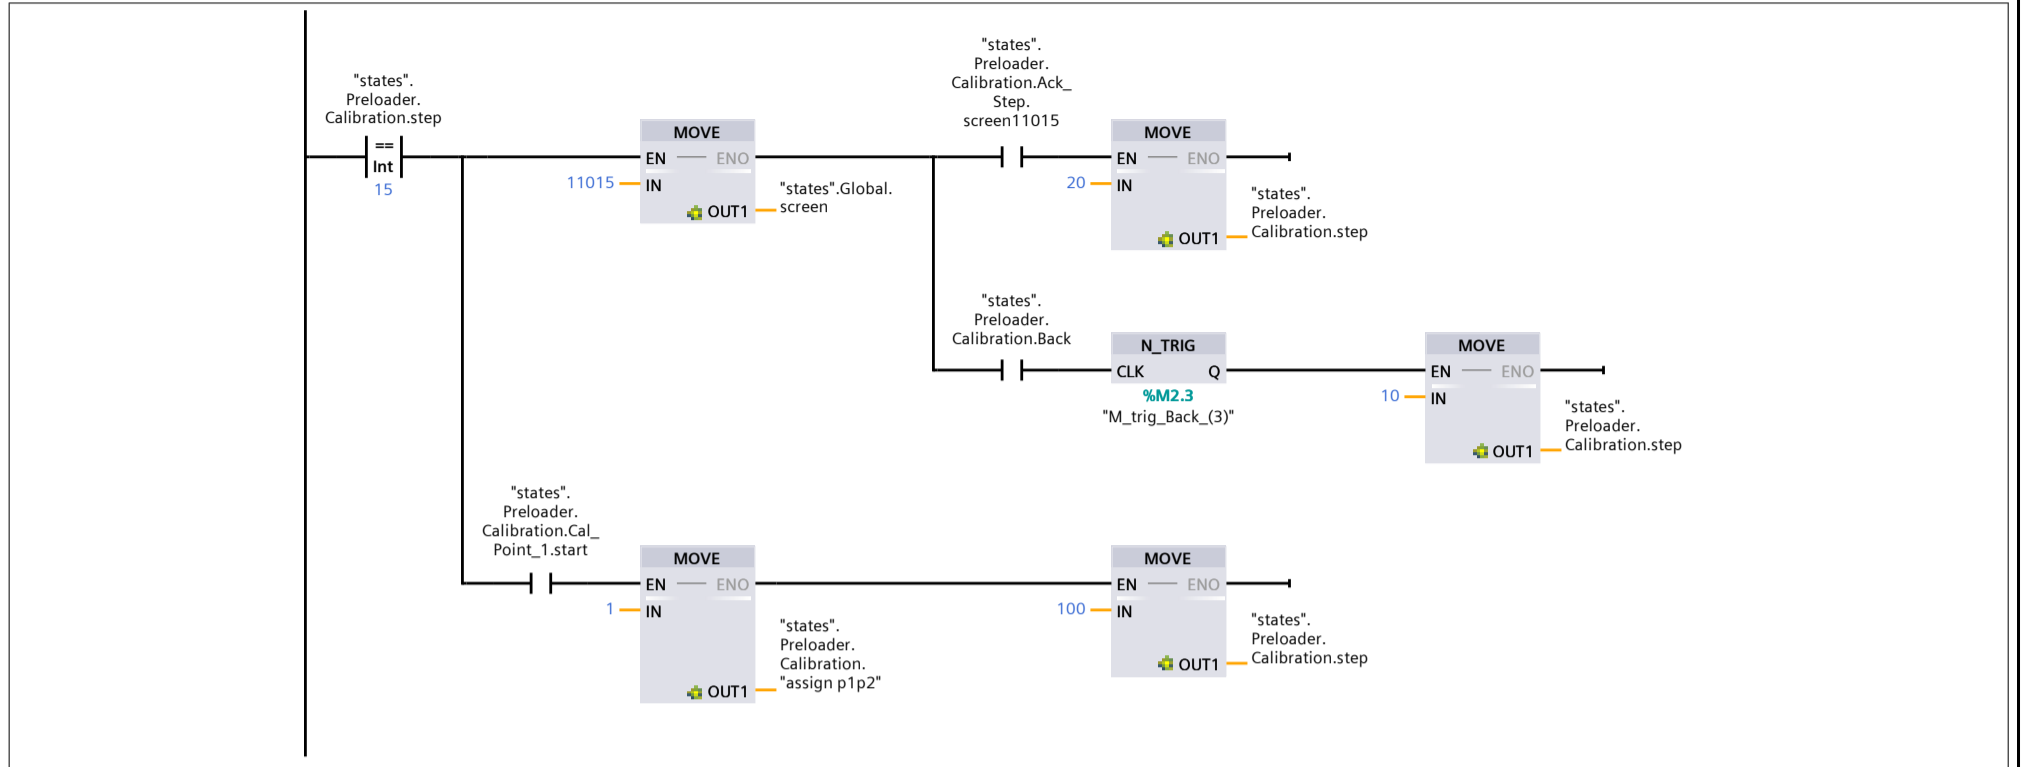 "states".
Preloader.
Calibration.step
==
Int
15
MOVE
EN
ENO
11015
IN
OUT1
"states".Global.
screen
"states".
Preloader.
Calibration.Ack_
Step.
screen11015
MOVE
EN
ENO
20
IN
OUT1
"states".
Preloader.
Calibration.step
"states".
Preloader.
Calibration.Back
N_TRIG
CLK
Q
%M2.3
"M_trig_Back_(3)"
MOVE
EN
ENO
10
IN
OUT1
"states".
Preloader.
Calibration.step
"states".
Preloader.
Calibration.Cal_
Point_1.start
MOVE
EN
ENO
1
IN
OUT1
"states".
Preloader.
Calibration.
"assign p1p2"
MOVE
EN
ENO
100
IN
OUT1
"states".
Preloader.
Calibration.step